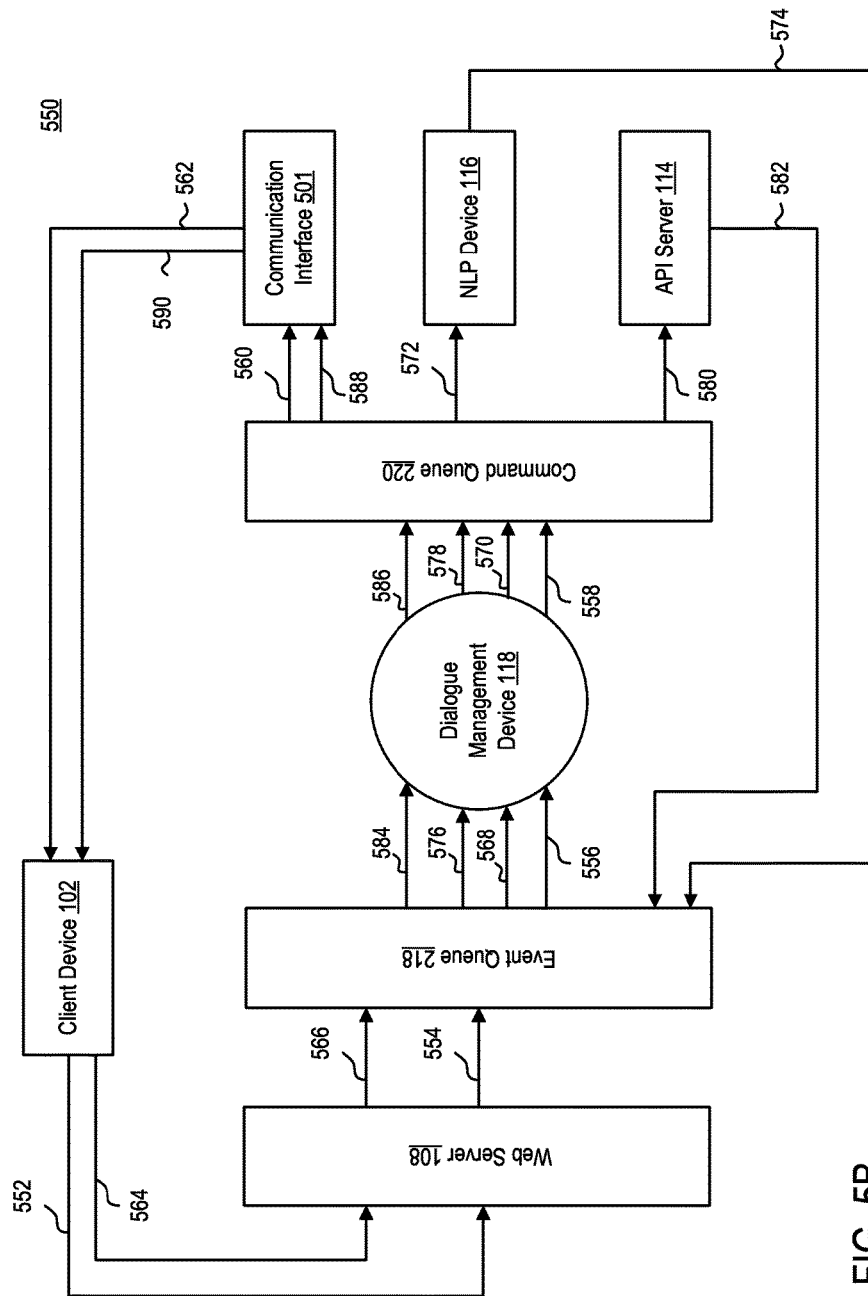 550
552
564
Client Device 102
562
590
Web Server 108
566
554
Event Queue 218
584
576
568
556
Dialogue
Management
Device 118
586
578
570
558
Command Queue 220
560
588
572
580
Communication
Interface 501
NLP Device 116
API Server 114
574
582
FIG. 5B